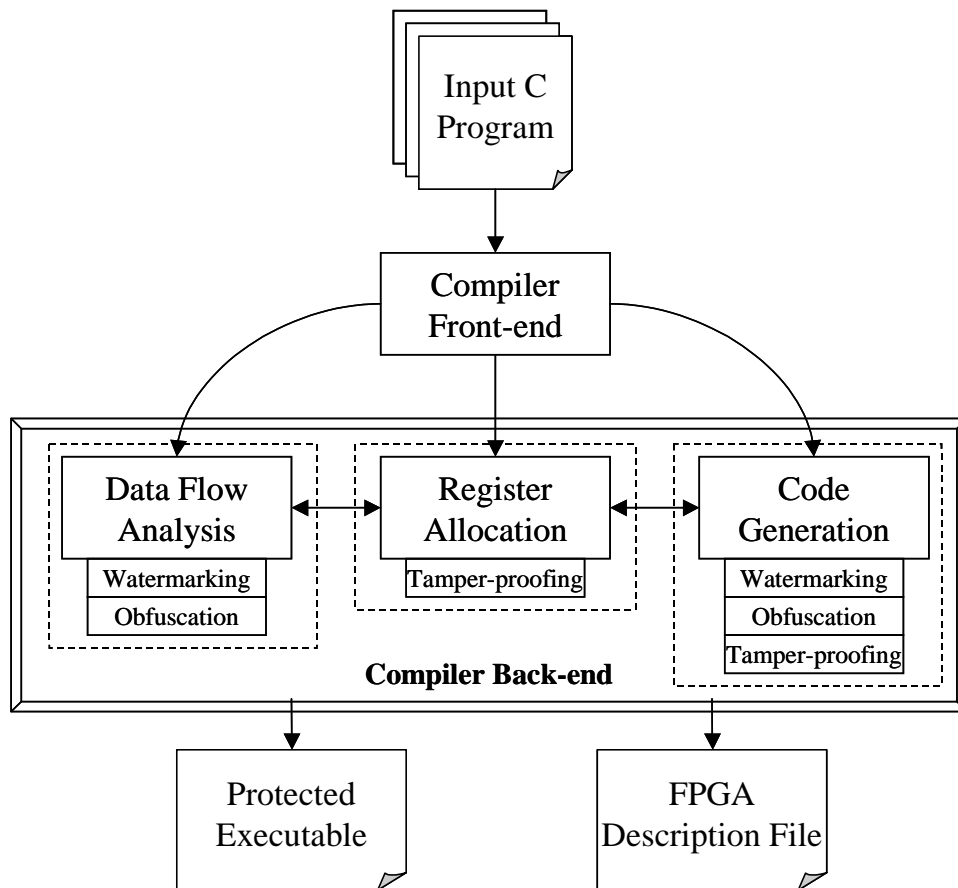 Input C
Program
Compiler
Front-end
Data Flow
Analysis
Watermarking
Obfuscation
Register
Allocation
Tamper-proofing
Code
Generation
Watermarking
Obfuscation
Tamper-proofing
Compiler Back-end
Protected
Executable
FPGA
Description File